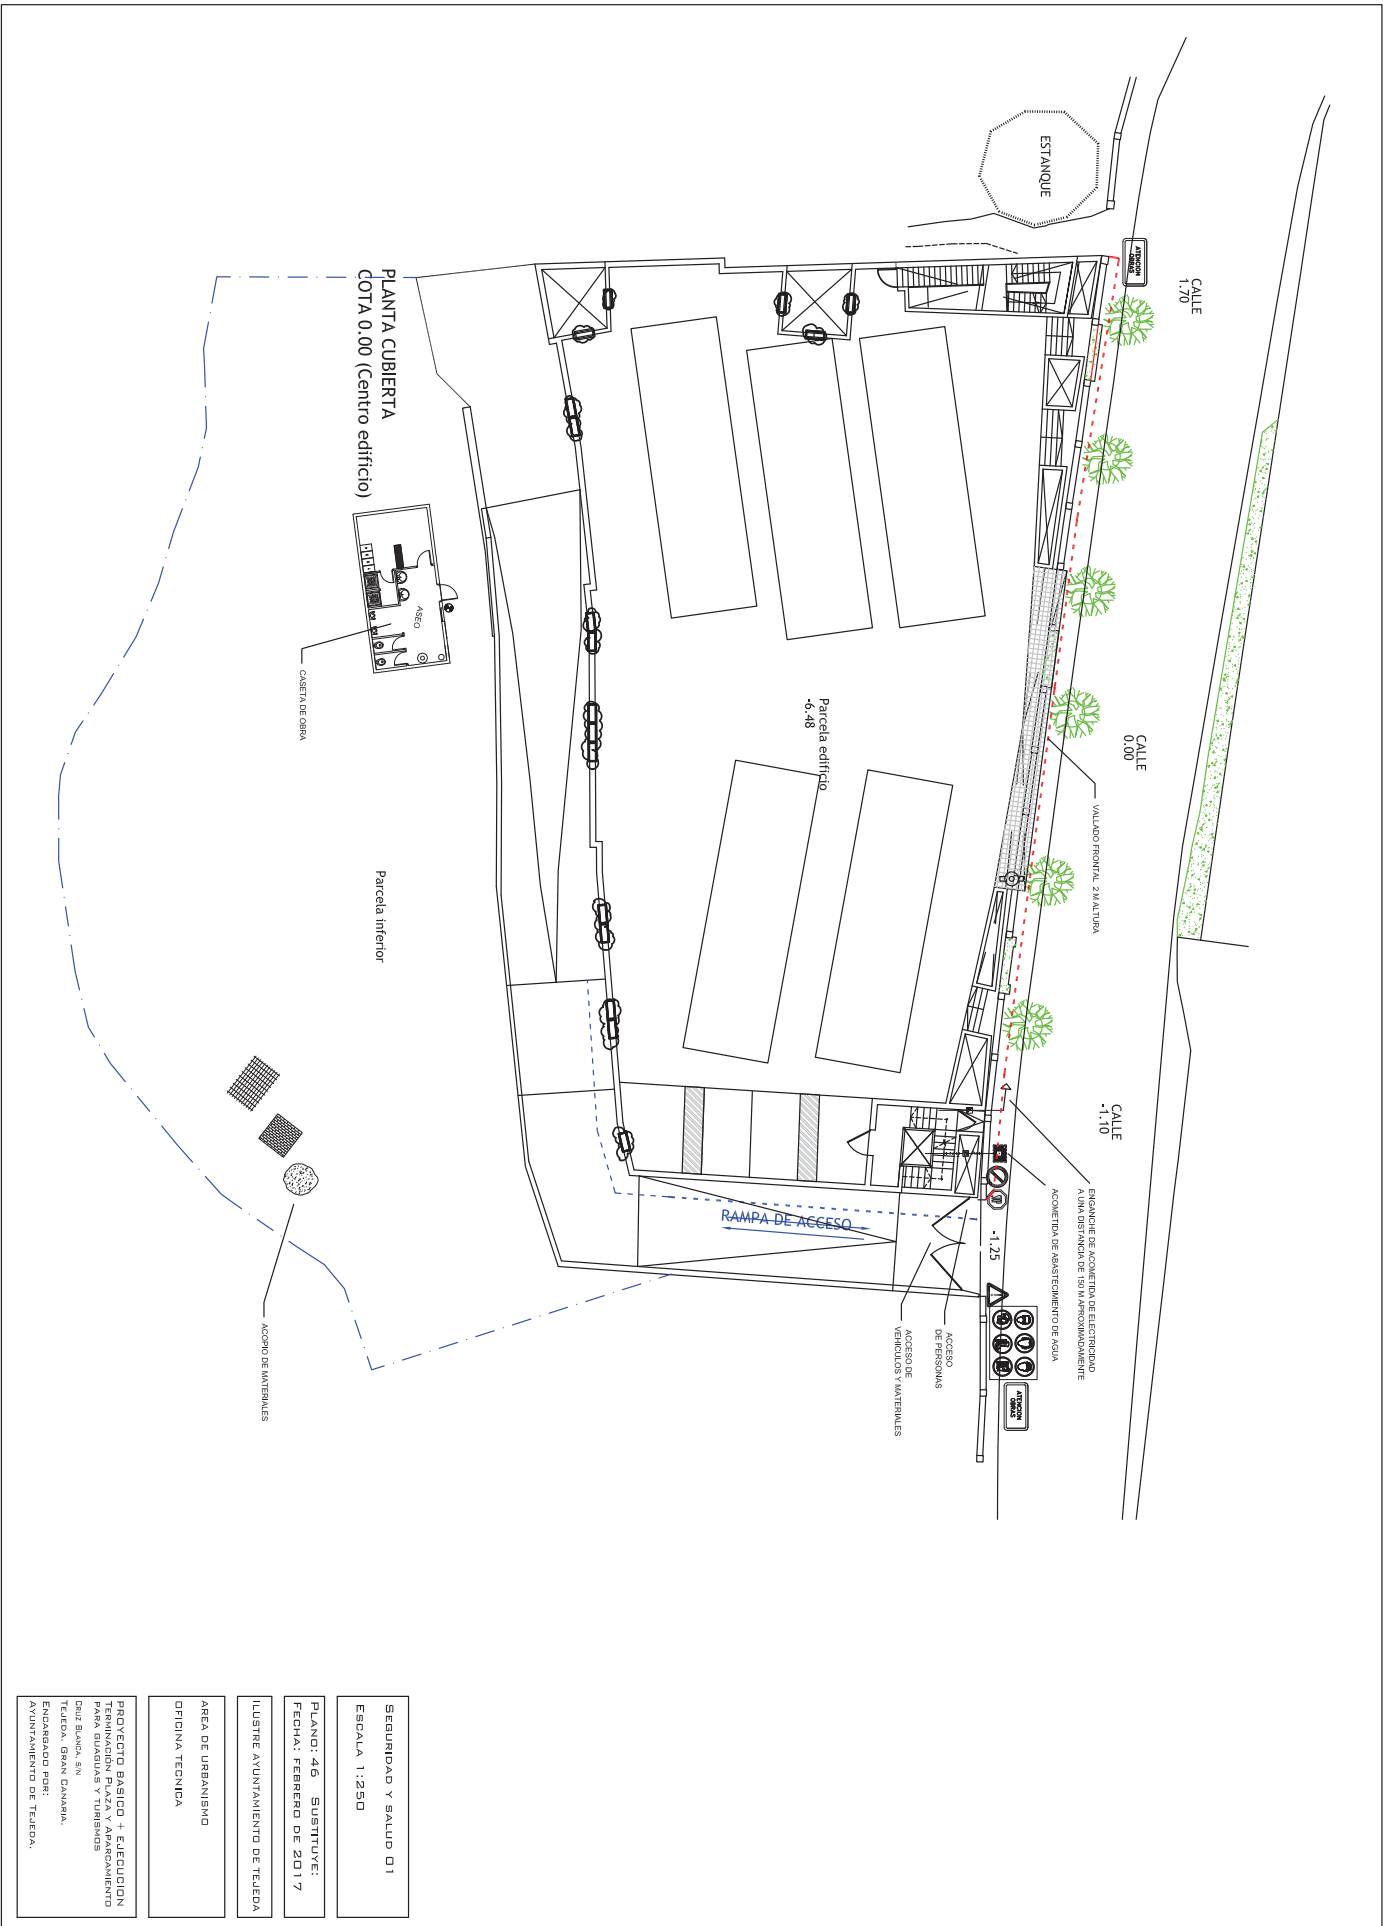 ESTANQUE
ATENCION
OBRAS
CALLE
1.70
PLANTA CUBIERTA
COTA 0.00 (Centro edificio)
ASEO
CASETA DE OBRA
Parcela edificio
-6.48
CALLE
0.00
VALLADO FRONTAL 2 M ALTURA
Parcela inferior
CALLE
-1.10
ENGANCHE DE ACOMETIDA DE ELECTRICIDAD
A UNA DISTANCIA DE 150 M APROXIMADAMENTE
ACOMETIDA DE ABASTECIMIENTO DE AGUA
RAMPA DE ACCESO
-1.25
ACCESO
DE PERSONAS
ACCESO DE
VEHICULOS Y MATERIALES
ATENCION
OBRAS
ACOPIO DE MATERIALES
SEGURIDAD Y SALUD 01
ESCALA 1:250
PLANO: 46 SUSTITUYE:
FECHA: FEBRERO DE 2017
ILUSTRE AYUNTAMIENTO DE TEJEDA
AREA DE URBANISMO
OFICINA TECNICA
PROYECTO BASICO + EJECUCION
TERMINACIÓN PLAZA Y APARCAMIENTO
PARA GUAGUAS Y TURISMOS
CRUZ BLANCA, S/N
TEJEDA. GRAN CANARIA.
ENCARGADO POR:
AYUNTAMIENTO DE TEJEDA.